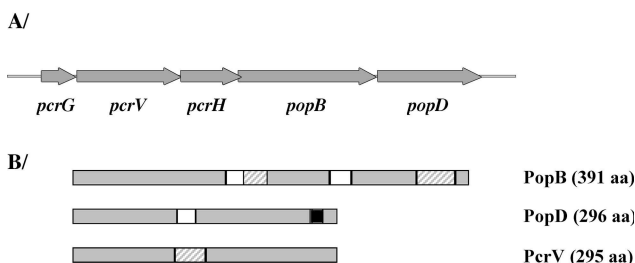 A/
pcrG pcrV pcrH popB popD
B/
PopB (391 aa)
PopD (296 aa)
PcrV (295 aa)